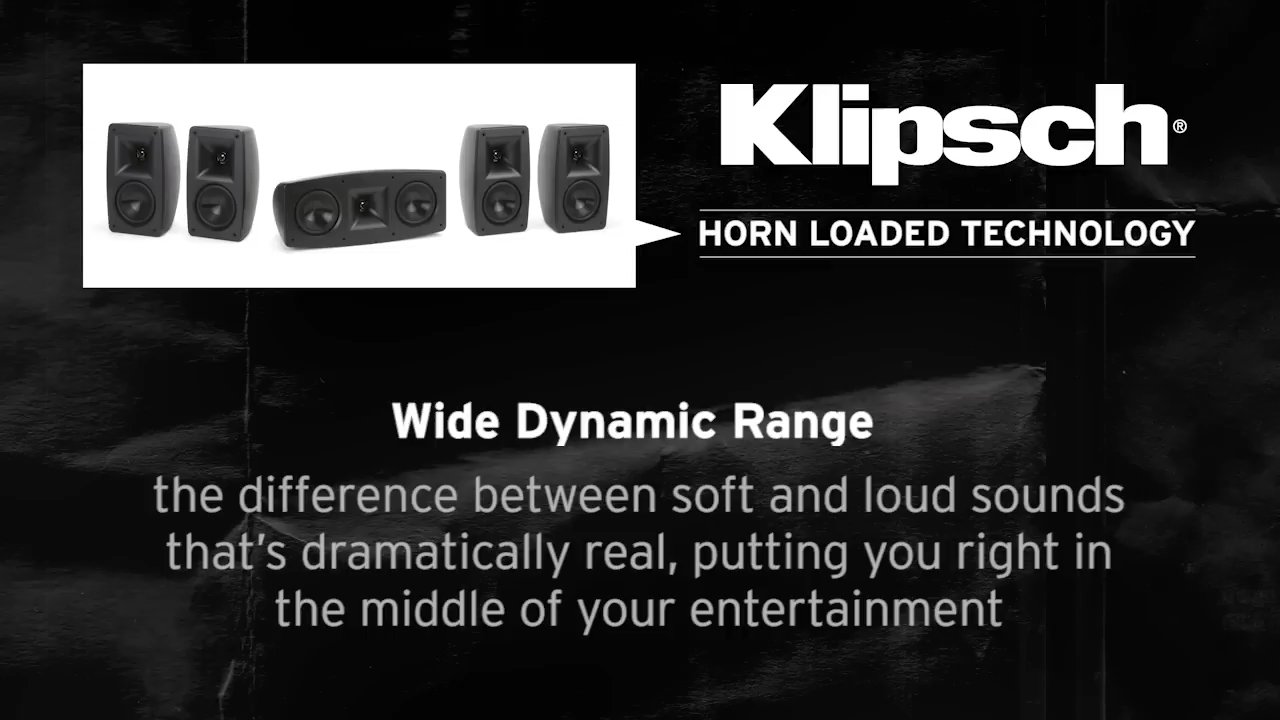 Klipsch®
HORN LOADED TECHNOLOGY
Wide Dynamic Range
the difference between soft and loud sounds
that's dramatically real, putting you right in
the middle of your entertainment